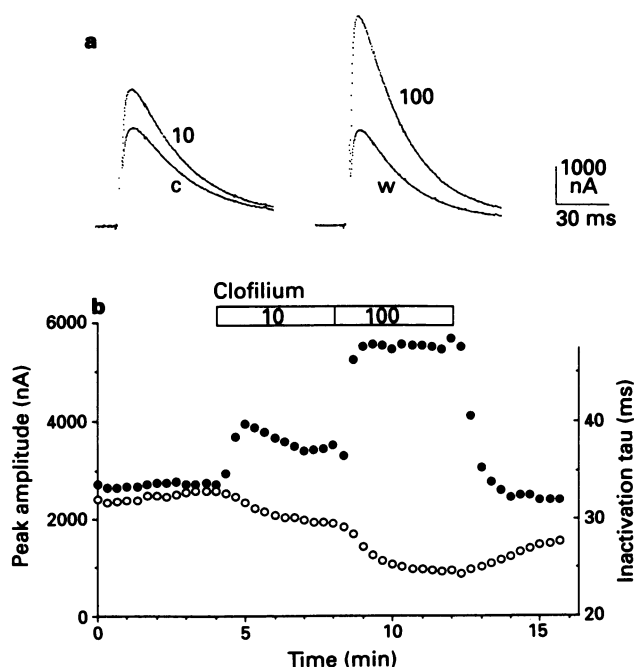 a
10
c
100
w
1000
nA
30 ms
b
Clofilium
10
100
Peak amplitude (nA)
6000
4000
2000
0
Inactivation tau (ms)
40
30
20
0
5
10
15
Time (min)